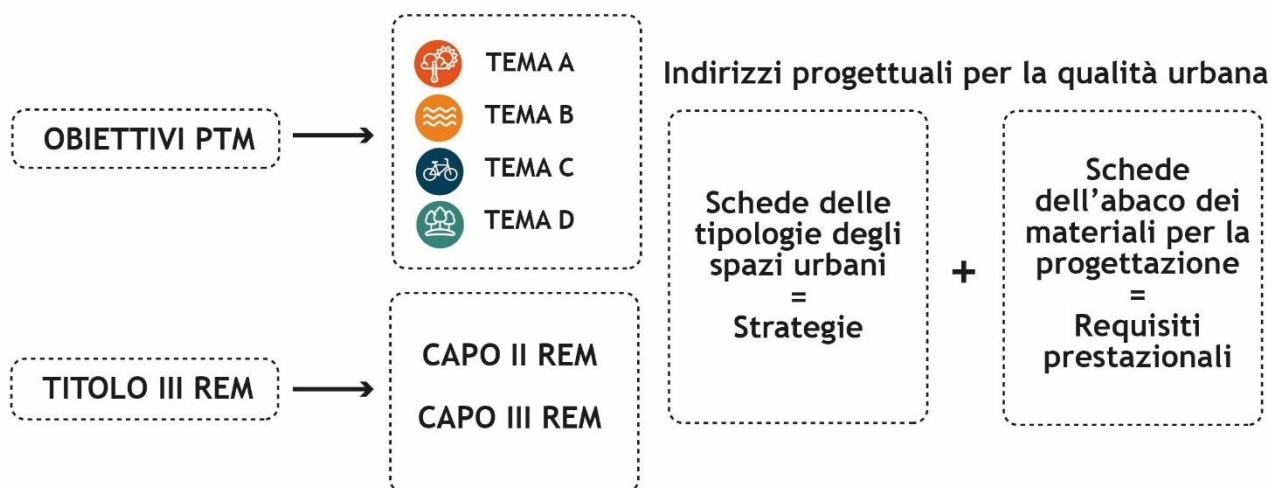 OBIETTIVI PTM
TEMA A
TEMA B
TEMA C
TEMA D
TITOLO III REM
CAPO II REM
CAPO III REM
Indirizzi progettuali per la qualità urbana
Schede delle
tipologie degli
spazi urbani
=
Strategie
+
Schede
dell'abaco dei
materiali per la
progettazione
=
Requisiti
prestazionali